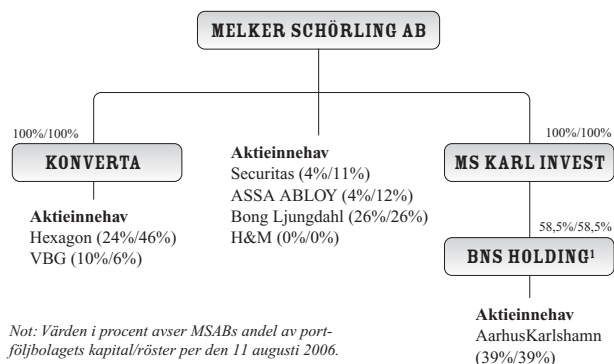 MELKER SCHÖRLING AB
100%/100%
KONVERTA
Aktieinnehav
Hexagon (24%/46%)
VBG (10%/6%)
Aktieinnehav
Securitas (4%/11%)
ASSA ABLOY (4%/12%)
Bong Ljungdahl (26%/26%)
H&M (0%/0%)
100%/100%
MS KARL INVEST
58,5%/58,5%
BNS HOLDING¹
Aktieinnehav
AarhusKarlshamn
(39%/39%)
Not: Värden i procent avser MSABs andel av port-
följbolagets kapital/röster per den 11 augusti 2006.